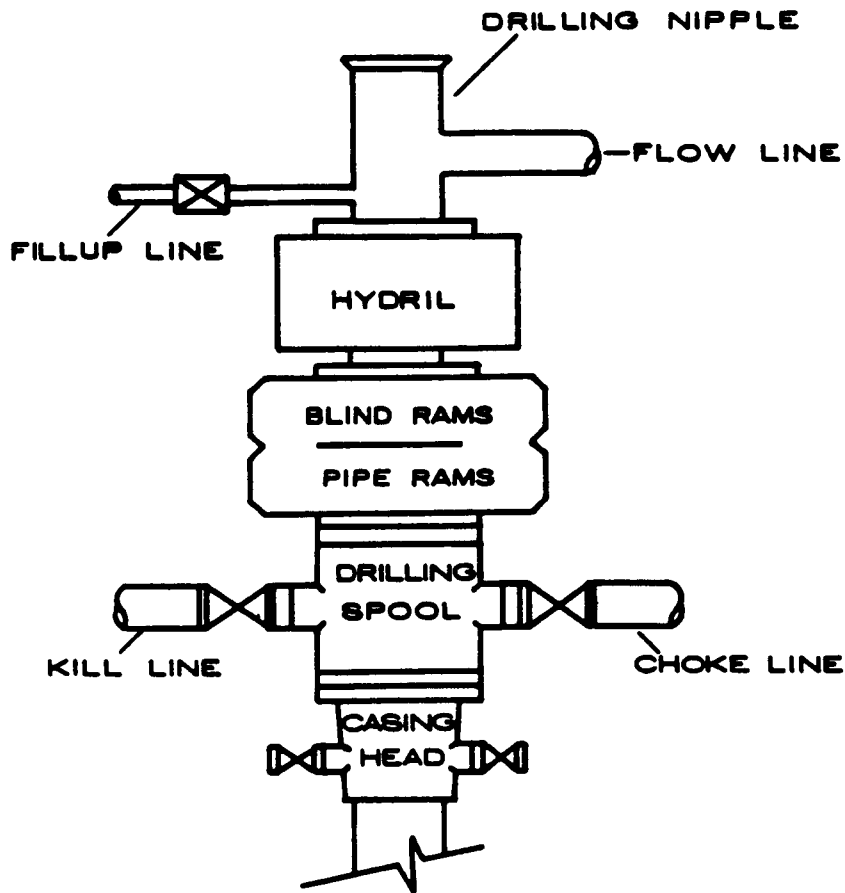 DRILLING NIPPLE
FLOW LINE
FILLUP LINE
HYDRIL
BLIND RAMS
PIPE RAMS
DRILLING
SPOOL
KILL LINE
CHOKE LINE
CASING
HEAD